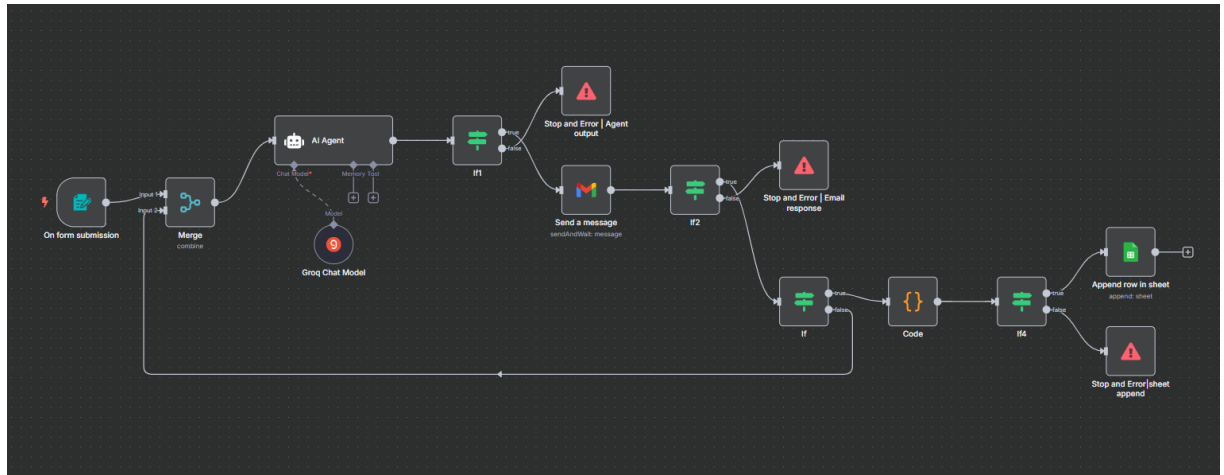 On form submission
Input 1
Input 2
Merge
combine
AI Agent
Chat Model*
Memory
Tool
Model
Groq Chat Model
true
false
If1
Stop and Error | Agent
output
Send a message
sendAndWait: message
true
false
If2
Stop and Error | Email
response
true
false
If
{}
Code
true
false
If4
Append row in sheet
append: sheet
Stop and Error|sheet
append